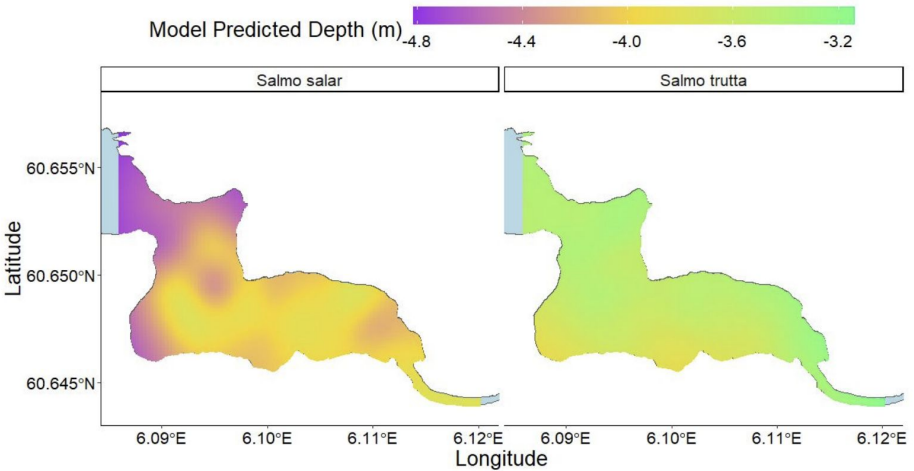 Model Predicted Depth (m)
-4.8 -4.4 -4.0 -3.6 -3.2
Salmo salar Salmo trutta
Latitude
60.655°N
60.650°N
60.645°N
6.09°E 6.10°E 6.11°E 6.12°E 6.09°E 6.10°E 6.11°E 6.12°E
Longitude